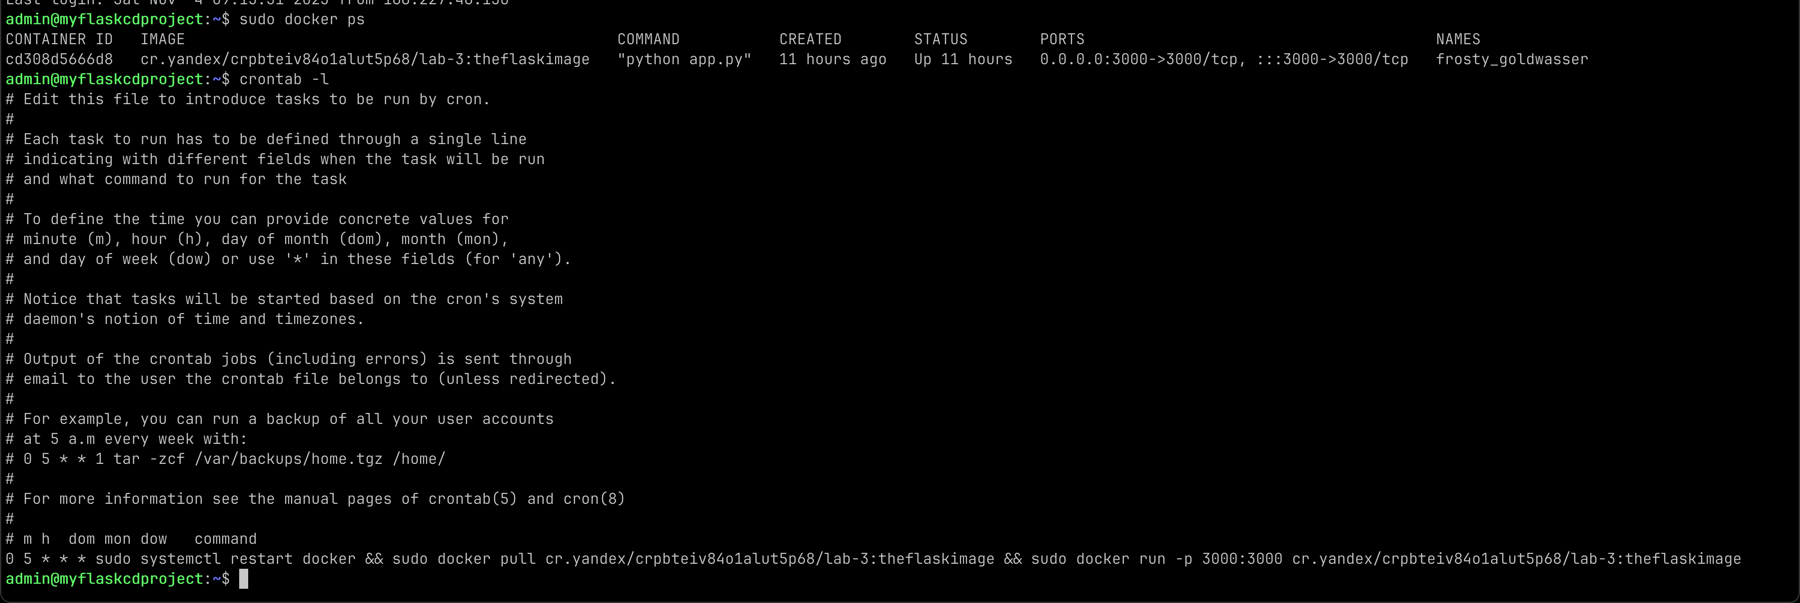 admin@myflaskcdproject:~$ sudo docker ps
CONTAINER ID   IMAGE                                                COMMAND           CREATED        STATUS        PORTS                                       NAMES
cd308d5666d8   cr.yandex/crpbteiv84o1alut5p68/lab-3:theflaskimage   "python app.py"   11 hours ago   Up 11 hours   0.0.0.0:3000->3000/tcp, :::3000->3000/tcp   frosty_goldwasser
admin@myflaskcdproject:~$ crontab -l
# Edit this file to introduce tasks to be run by cron.
#
# Each task to run has to be defined through a single line
# indicating with different fields when the task will be run
# and what command to run for the task
#
# To define the time you can provide concrete values for
# minute (m), hour (h), day of month (dom), month (mon),
# and day of week (dow) or use '*' in these fields (for 'any').
#
# Notice that tasks will be started based on the cron's system
# daemon's notion of time and timezones.
#
# Output of the crontab jobs (including errors) is sent through
# email to the user the crontab file belongs to (unless redirected).
#
# For example, you can run a backup of all your user accounts
# at 5 a.m every week with:
# 0 5 * * 1 tar -zcf /var/backups/home.tgz /home/
#
# For more information see the manual pages of crontab(5) and cron(8)
#
# m h  dom mon dow   command
0 5 * * * sudo systemctl restart docker && sudo docker pull cr.yandex/crpbteiv84o1alut5p68/lab-3:theflaskimage && sudo docker run -p 3000:3000 cr.yandex/crpbteiv84o1alut5p68/lab-3:theflaskimage
admin@myflaskcdproject:~$